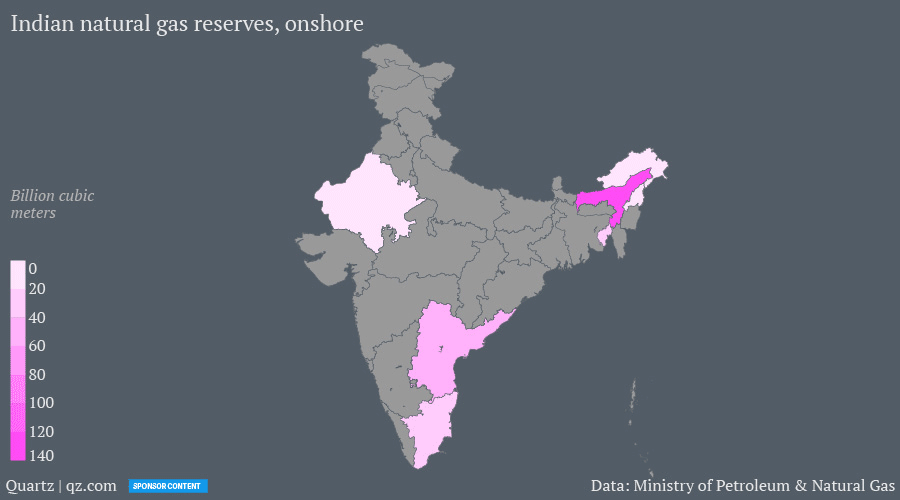 Indian natural gas reserves, onshore
Billion cubic
meters
0
20
40
60
80
100
120
140
Quartz | qz.com SPONSOR CONTENT
Data: Ministry of Petroleum & Natural Gas